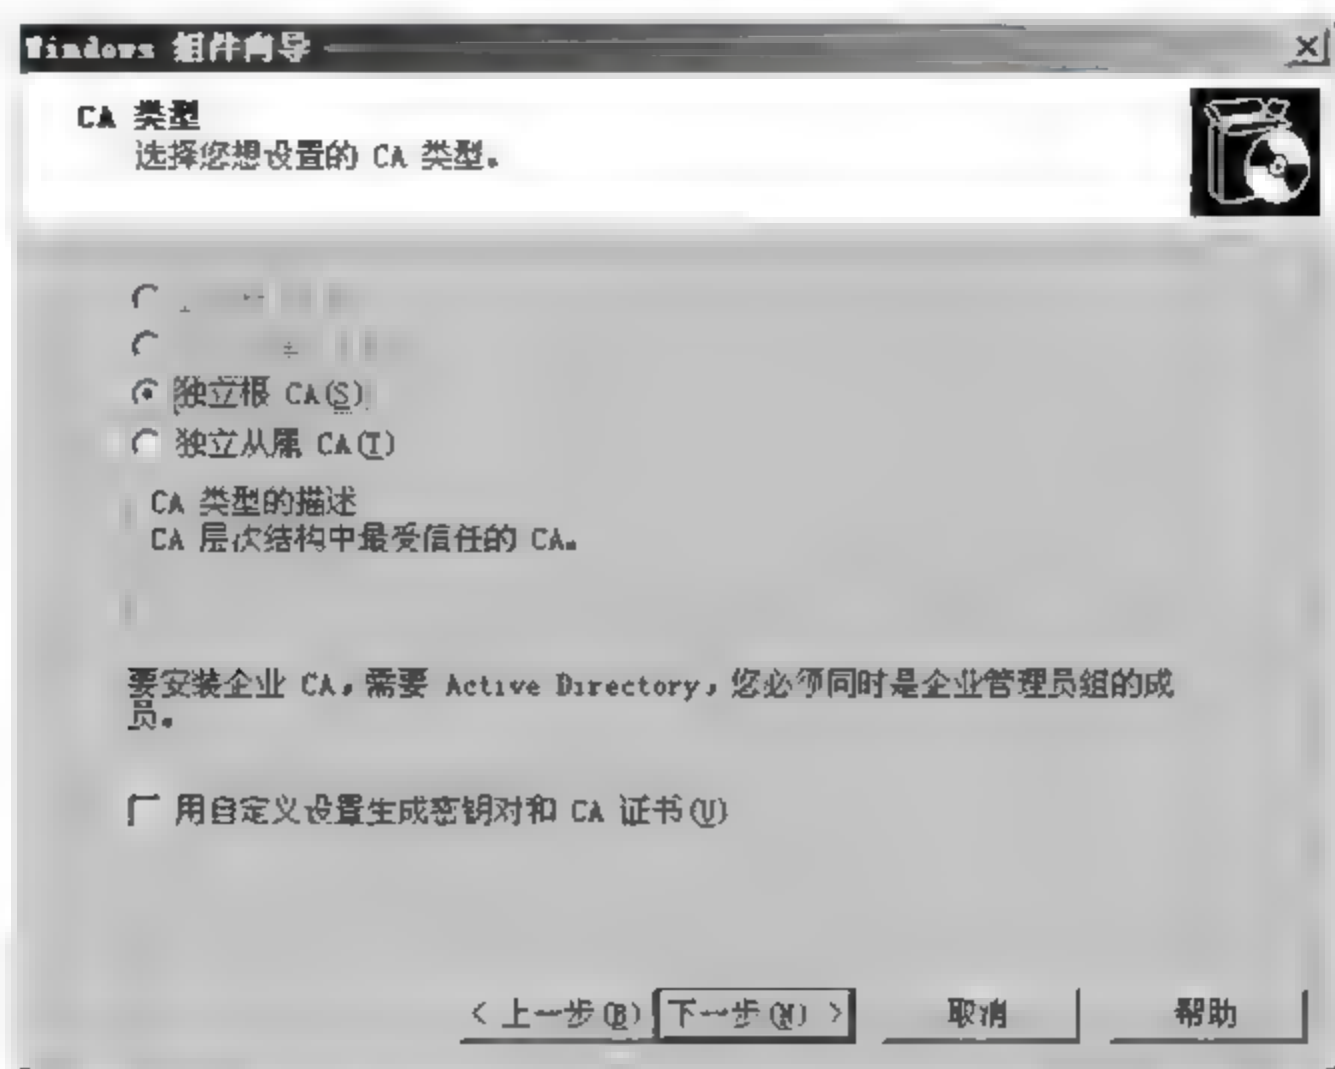 Windows 组件向导
CA 类型
选择您想设置的 CA 类型。
独立根 CA(S)
独立从属 CA(T)
CA 类型的描述
CA 层次结构中最受信任的 CA。
要安装企业 CA，需要 Active Directory，您必须同时是企业管理员组的成
员。
用自定义设置生成密钥对和 CA 证书(U)
< 上一步(B) 下一步(N) > 取消 帮助